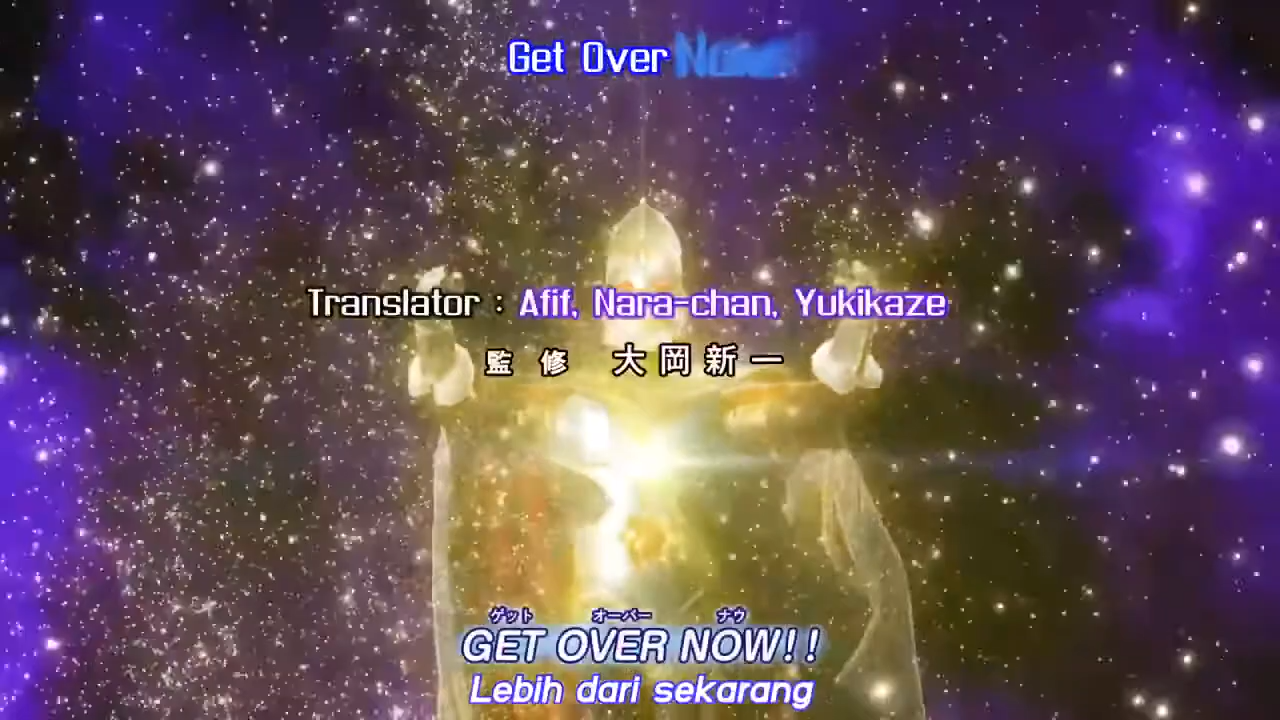 Get Over Now!
Translator : Afif, Nara-chan, Yukikaze
監修 大岡新一
ゲット オーバー ナウ
GET OVER NOW!!
Lebih dari sekarang